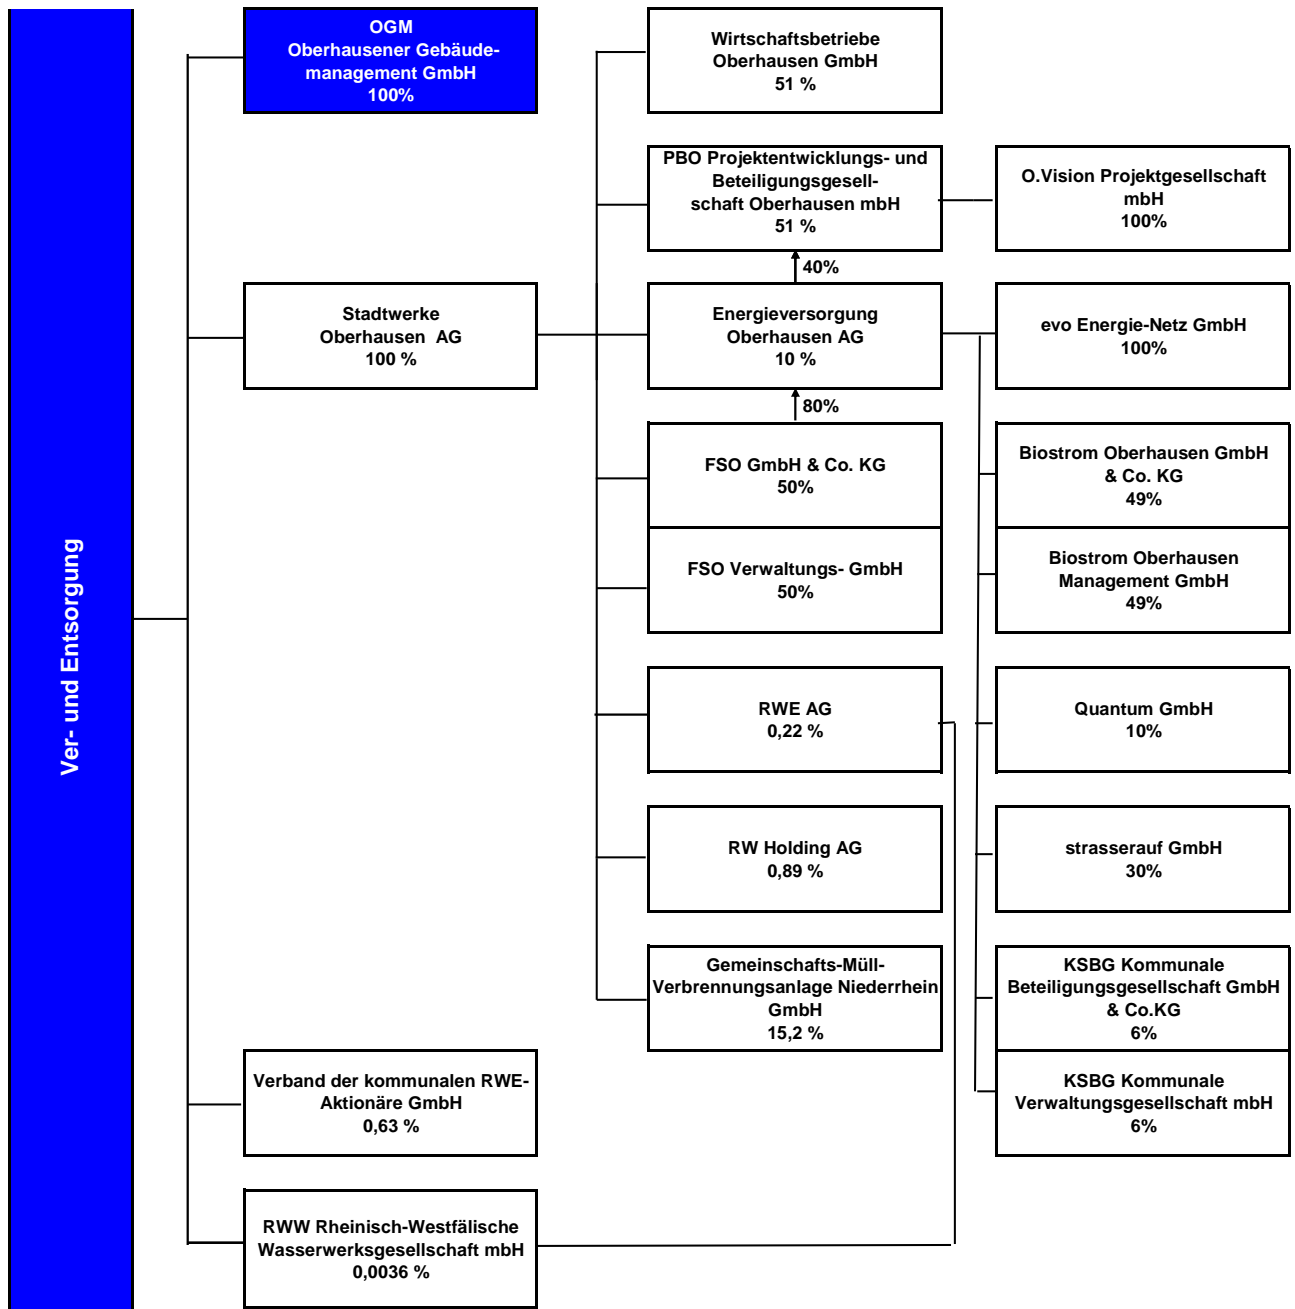 Ver- und Entsorgung
OGM
Oberhausener Gebäude-
management GmbH
100%
Stadtwerke
Oberhausen AG
100 %
Verband der kommunalen RWE-
Aktionäre GmbH
0,63 %
RWW Rheinisch-Westfälische
Wasserwerksgesellschaft mbH
0,0036 %
Wirtschaftsbetriebe
Oberhausen GmbH
51 %
PBO Projektentwicklungs- und
Beteiligungsgesell-
schaft Oberhausen mbH
51 %
40%
Energieversorgung
Oberhausen AG
10 %
80%
FSO GmbH & Co. KG
50%
FSO Verwaltungs- GmbH
50%
RWE AG
0,22 %
RW Holding AG
0,89 %
Gemeinschafts-Müll-
Verbrennungsanlage Niederrhein
GmbH
15,2 %
O.Vision Projektgesellschaft
mbH
100%
evo Energie-Netz GmbH
100%
Biostrom Oberhausen GmbH
& Co. KG
49%
Biostrom Oberhausen
Management GmbH
49%
Quantum GmbH
10%
strasserauf GmbH
30%
KSBG Kommunale
Beteiligungsgesellschaft GmbH
& Co.KG
6%
KSBG Kommunale
Verwaltungsgesellschaft mbH
6%